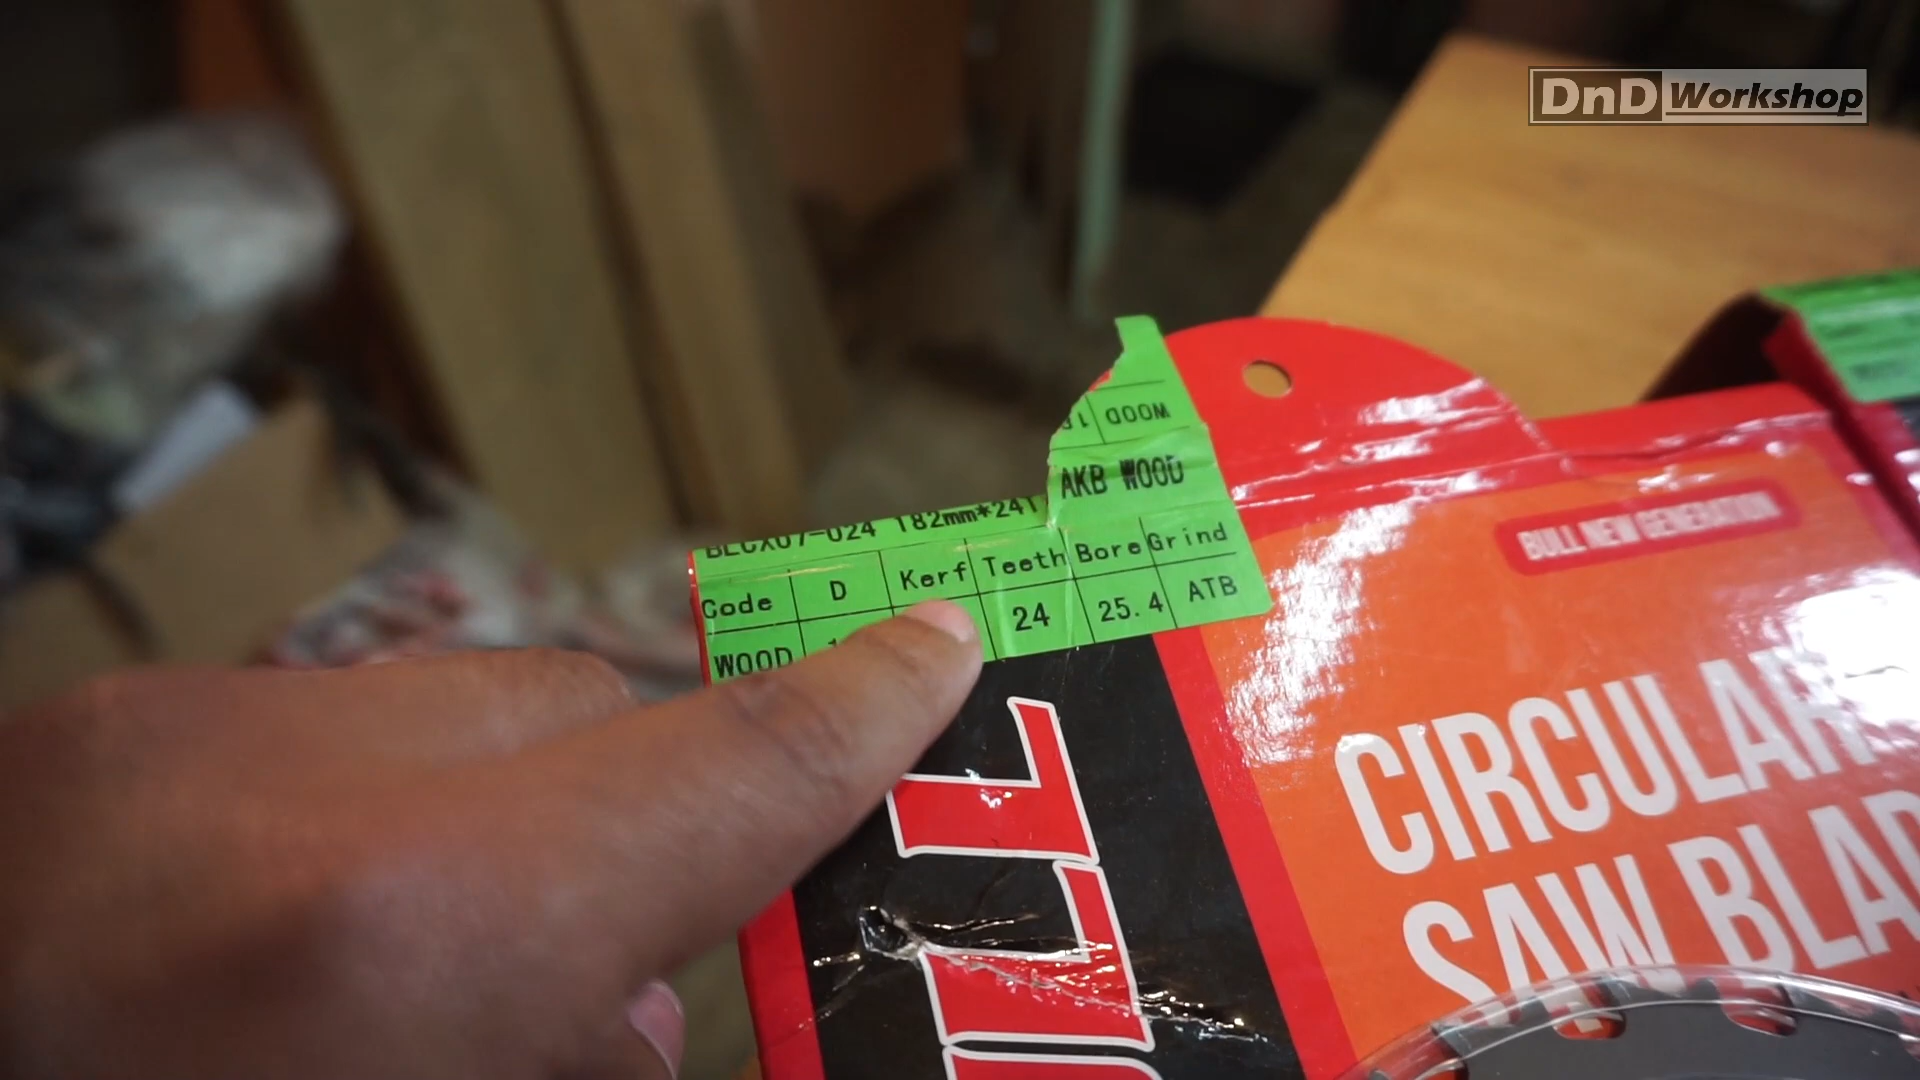 DnD Workshop
WOOD
AKB WOOD
182mm*24T
Code D Kerf Teeth Bore Grind
WOOD 24 25.4 ATB
BULL NEW GENERATION
CIRCULAR
SAW